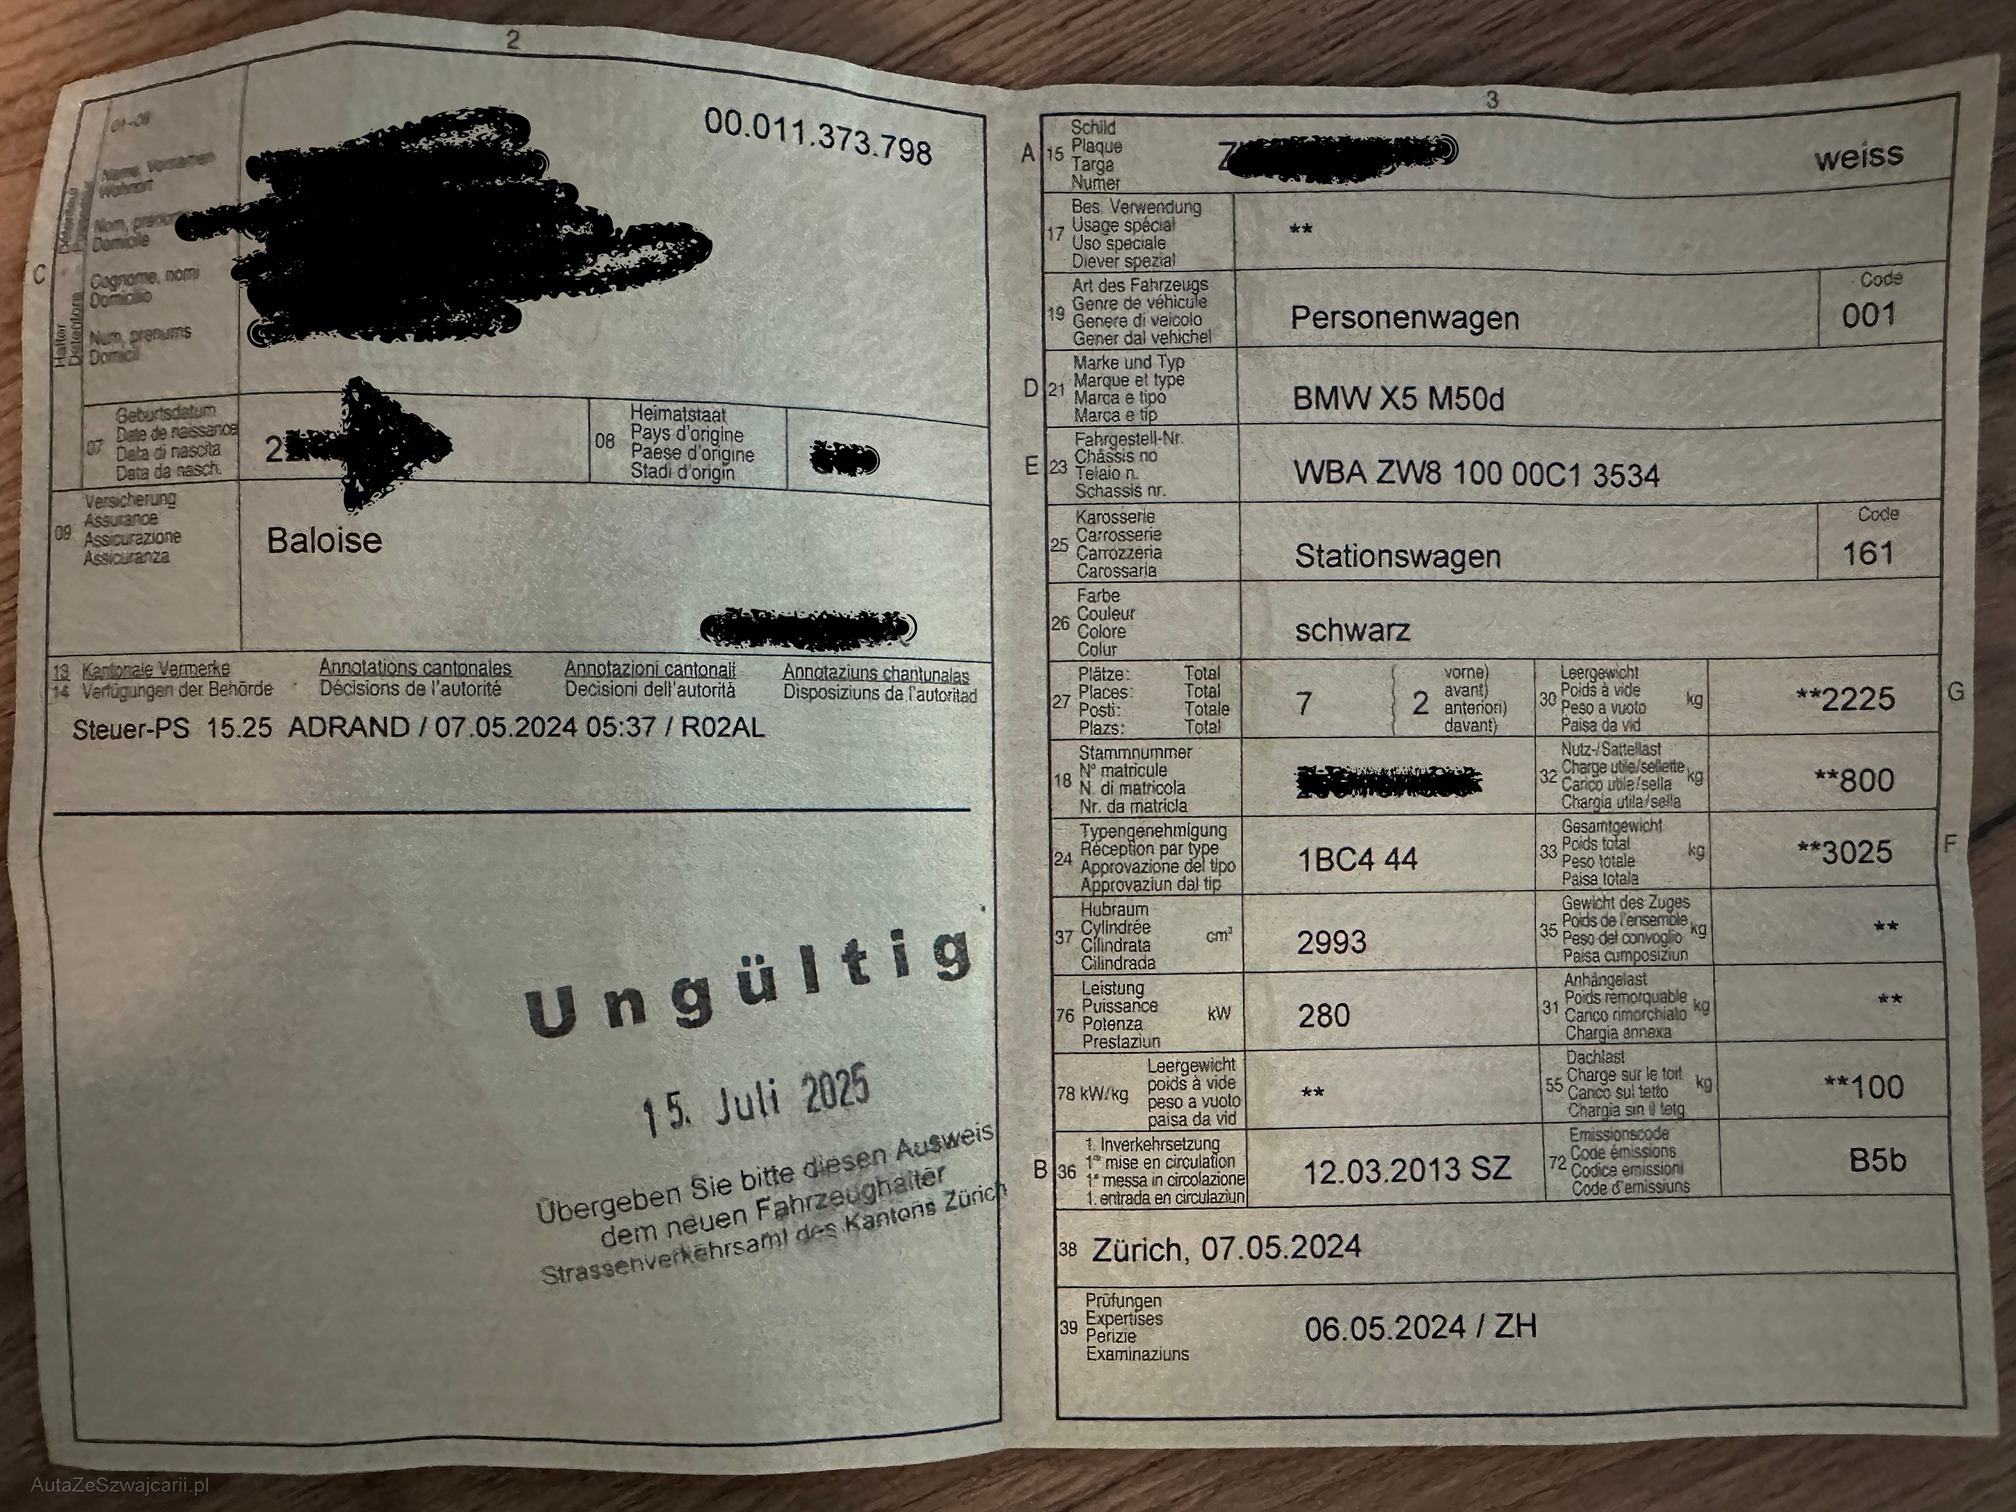 2
01-06
00.011.373.798
C
Halter
Name, Vornamen
Wohnort
Nom, prénoms
Domicile
Cognome, nomi
Domicilio
Num, prenums
Domicil
07
Geburtsdatum
Date de naissance
Data di nascita
Data da nasch.
08
Heimatstaat
Pays d'origine
Paese d'origine
Stadi d'origin
09
Versicherung
Assurance
Assicurazione
Assicuranza
Baloise
13 Kantonale Vermerke Annotations cantonales Annotazioni cantonali Annotaziuns chantunalas
14 Verfügungen der Behörde Décisions de l'autorité Decisioni dell'autorità Disposiziuns da l'autoritad
Steuer-PS 15.25 ADRAND / 07.05.2024 05:37 / R02AL
Ungültig
15. Juli 2025
Übergeben Sie bitte diesen Ausweis
dem neuen Fahrzeughalter
Strassenverkehrsamt des Kantons Zürich
3
A 15
Schild
Plaque
Targa
Numer
Z
weiss
17
Bes. Verwendung
Usage spécial
Uso speciale
Diever spezial
**
19
Art des Fahrzeugs
Genre de véhicule
Genere di veicolo
Gener dal vehichel
Personenwagen
Code
001
D 21
Marke und Typ
Marque et type
Marca e tipo
Marca e tip
BMW X5 M50d
E 23
Fahrgestell-Nr.
Châssis no
Telaio n.
Schassis nr.
WBA ZW8 100 00C1 3534
25
Karosserie
Carrosserie
Carrozzeria
Carossaria
Stationswagen
Code
161
26
Farbe
Couleur
Colore
Colur
schwarz
27
Plätze: Total
Places: Total
Posti: Totale
Plazs: Total
7
2
vorne)
avant)
anteriori)
davant)
30
Leergewicht
Poids à vide
Peso a vuoto
Paisa da vid
kg
**2225
G
18
Stammnummer
N° matricule
N. di matricola
Nr. da matricla
32
Nutz-/Sattellast
Charge utile/sellette
Carico utile/sella
Chargia utila/sella
kg
**800
24
Typengenehmigung
Réception par type
Approvazione del tipo
Approvaziun dal tip
1BC4 44
33
Gesamtgewicht
Poids total
Peso totale
Paisa totala
kg
**3025
F
37
Hubraum
Cylindrée
Cilindrata
Cilindrada
cm³
2993
35
Gewicht des Zuges
Poids de l'ensemble
Peso del convoglio
Paisa cumposiziun
kg
**
76
Leistung
Puissance
Potenza
Prestaziun
kW
280
31
Anhängelast
Poids remorquable
Carico rimorchiato
Chargia annexa
kg
**
78 kW/kg
Leergewicht
poids à vide
peso a vuoto
paisa da vid
**
55
Dachlast
Charge sur le toit
Carico sul tetto
Chargia sin il tetg
kg
**100
B 36
1. Inverkehrsetzung
1re mise en circulation
1a messa in circolazione
1. entrada en circulaziun
12.03.2013 SZ
72
Emissionscode
Code émissions
Codice emissioni
Code d'emissiuns
B5b
38 Zürich, 07.05.2024
39
Prüfungen
Expertises
Perizie
Examinaziuns
06.05.2024 / ZH
AutaZeSzwajcarii.pl